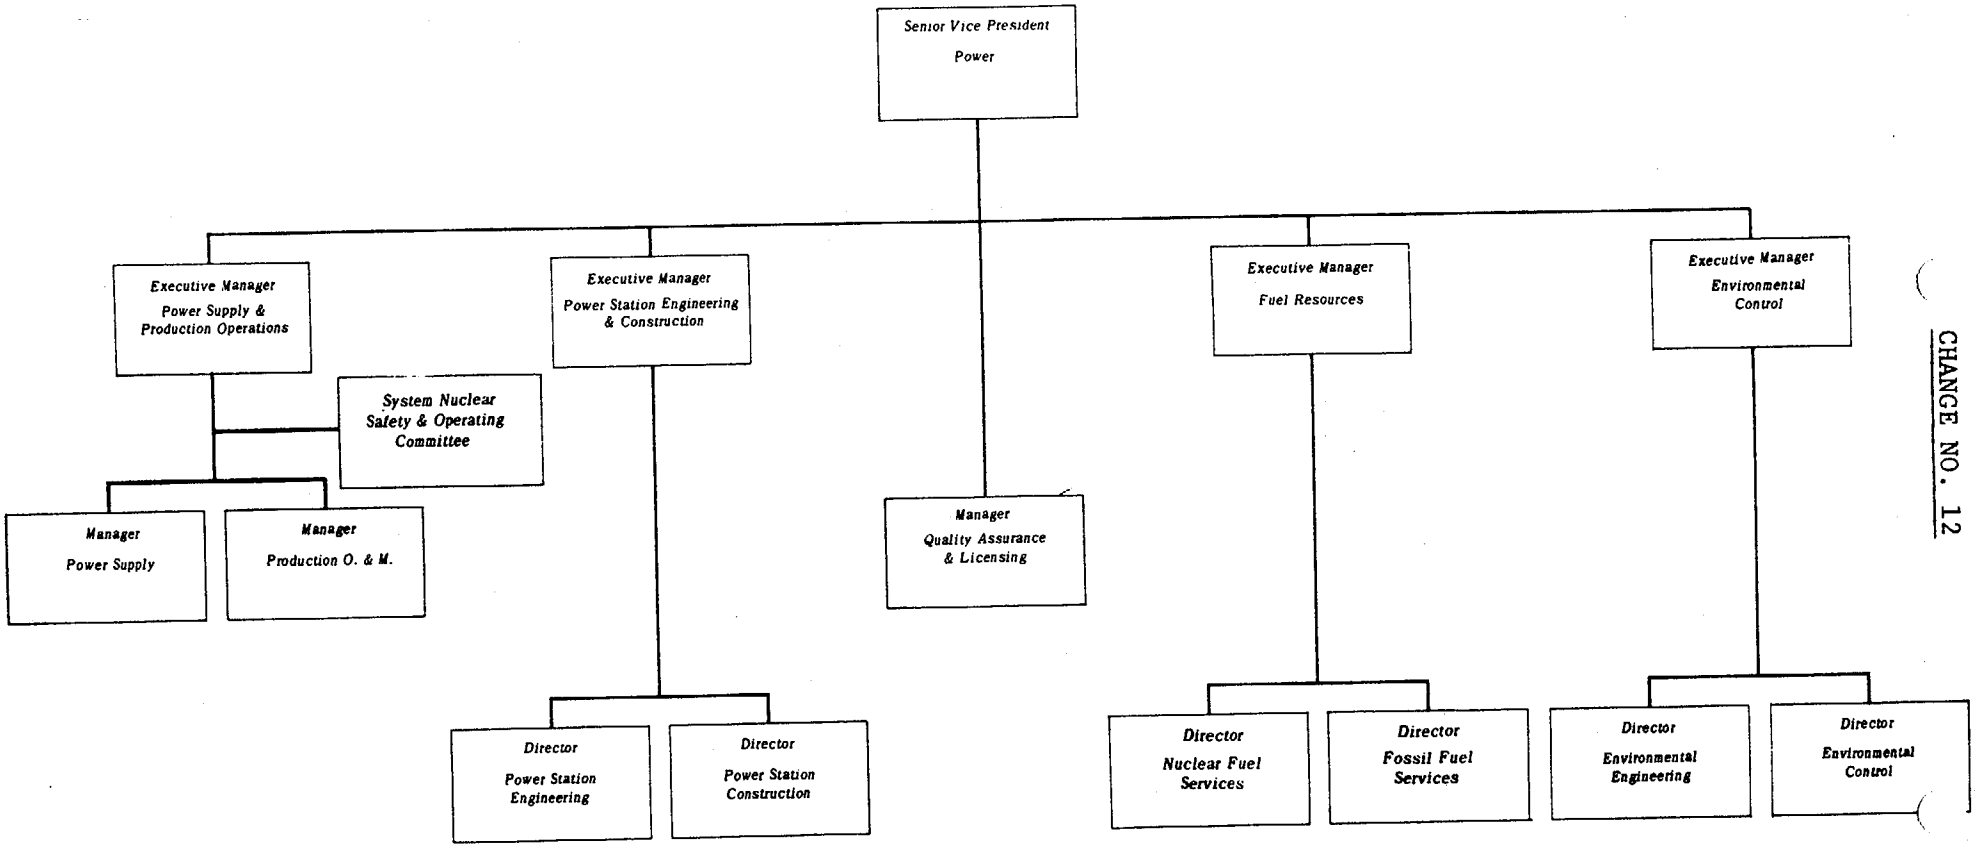 Senior Vice President
Power
Executive Manager
Power Supply &
Production Operations
Executive Manager
Power Station Engineering
& Construction
Executive Manager
Fuel Resources
Executive Manager
Environmental
Control
System Nuclear
Safety & Operating
Committee
Manager
Power Supply
Manager
Production O. & M.
Manager
Quality Assurance
& Licensing
Director
Power Station
Engineering
Director
Power Station
Construction
Director
Nuclear Fuel
Services
Director
Fossil Fuel
Services
Director
Environmental
Engineering
Director
Environmental
Control
CHANGE NO. 12